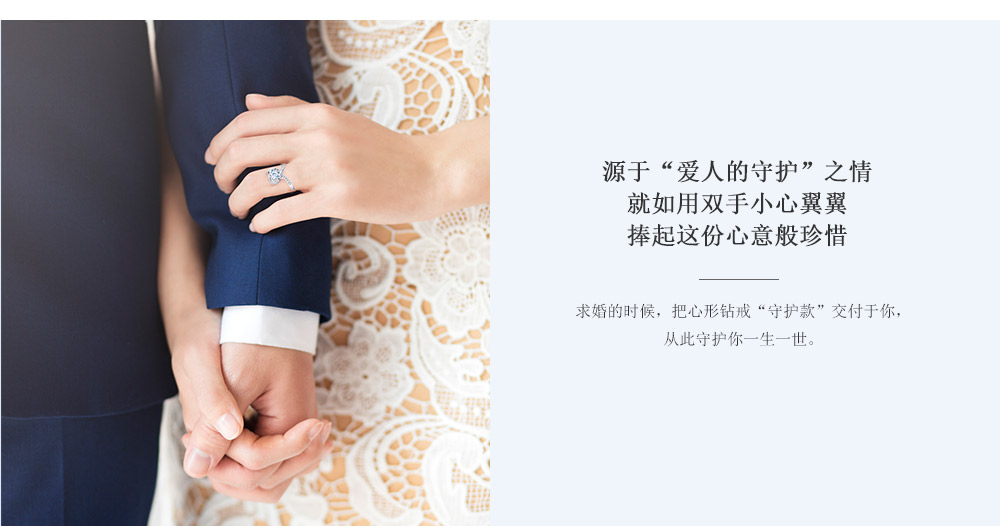 源于“爱人的守护”之情
就如用双手小心翼翼
捧起这份心意般珍惜
求婚的时候，把心形钻戒“守护款”交付于你，
从此守护你一生一世。